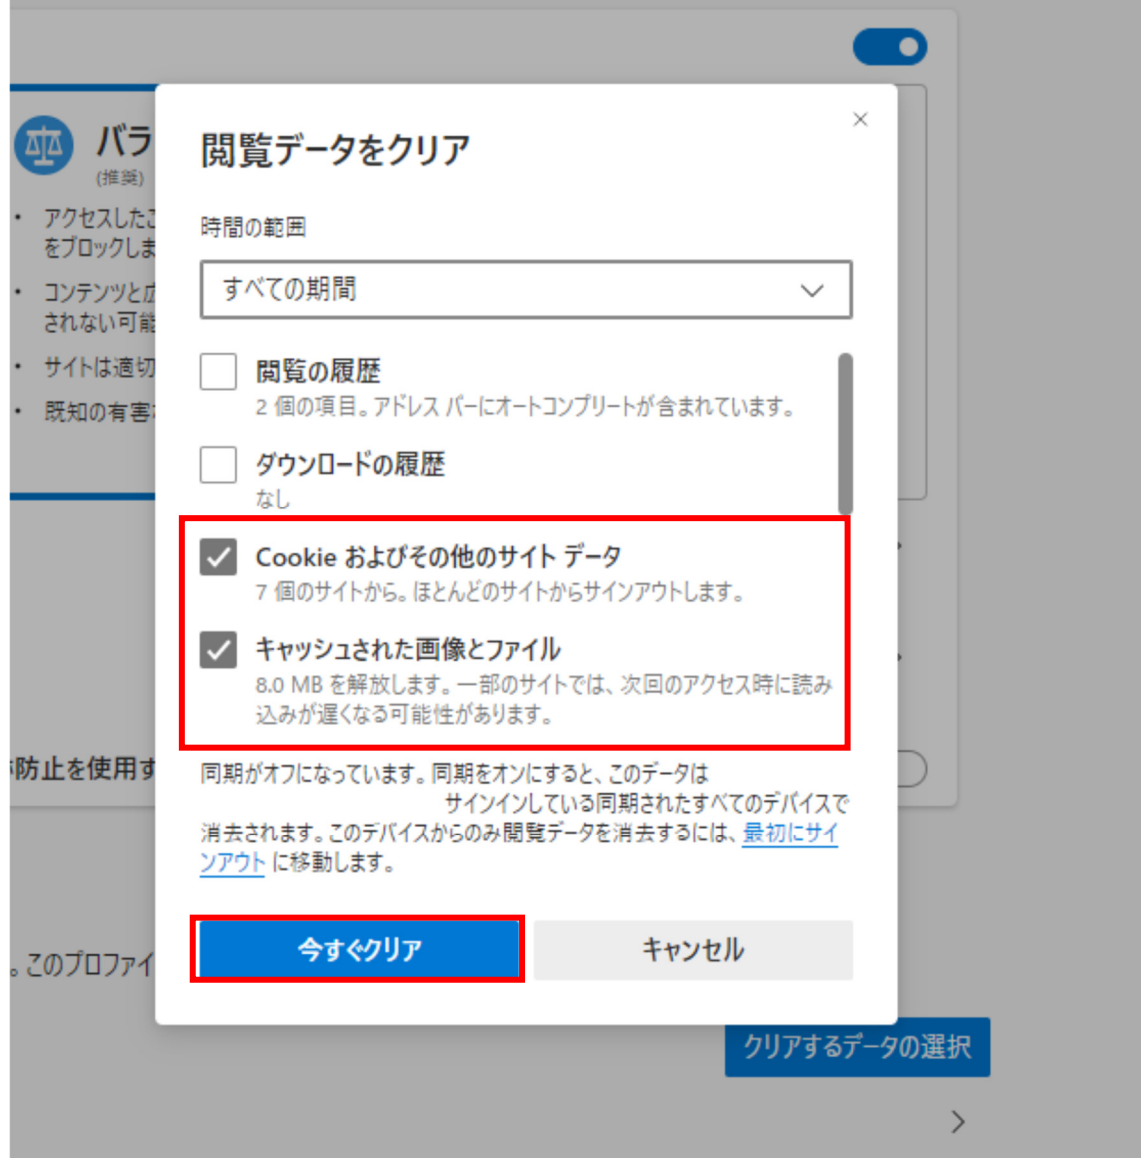 バラ
(推奨)
・ アクセスしたこ
をブロックしま
・ コンテンツと広
されない可能
・ サイトは適切
・ 既知の有害
閲覧データをクリア
時間の範囲
すべての期間
閲覧の履歴
2 個の項目。アドレス バーにオートコンプリートが含まれています。
ダウンロードの履歴
なし
Cookie およびその他のサイト データ
7 個のサイトから。ほとんどのサイトからサインアウトします。
キャッシュされた画像とファイル
8.0 MB を解放します。一部のサイトでは、次回のアクセス時に読み
込みが遅くなる可能性があります。
防止を使用す
同期がオフになっています。同期をオンにすると、このデータは
サインインしている同期されたすべてのデバイスで
消去されます。このデバイスからのみ閲覧データを消去するには、最初にサイ
ンアウト に移動します。
今すぐクリア
キャンセル
。このプロファイ
クリアするデータの選択